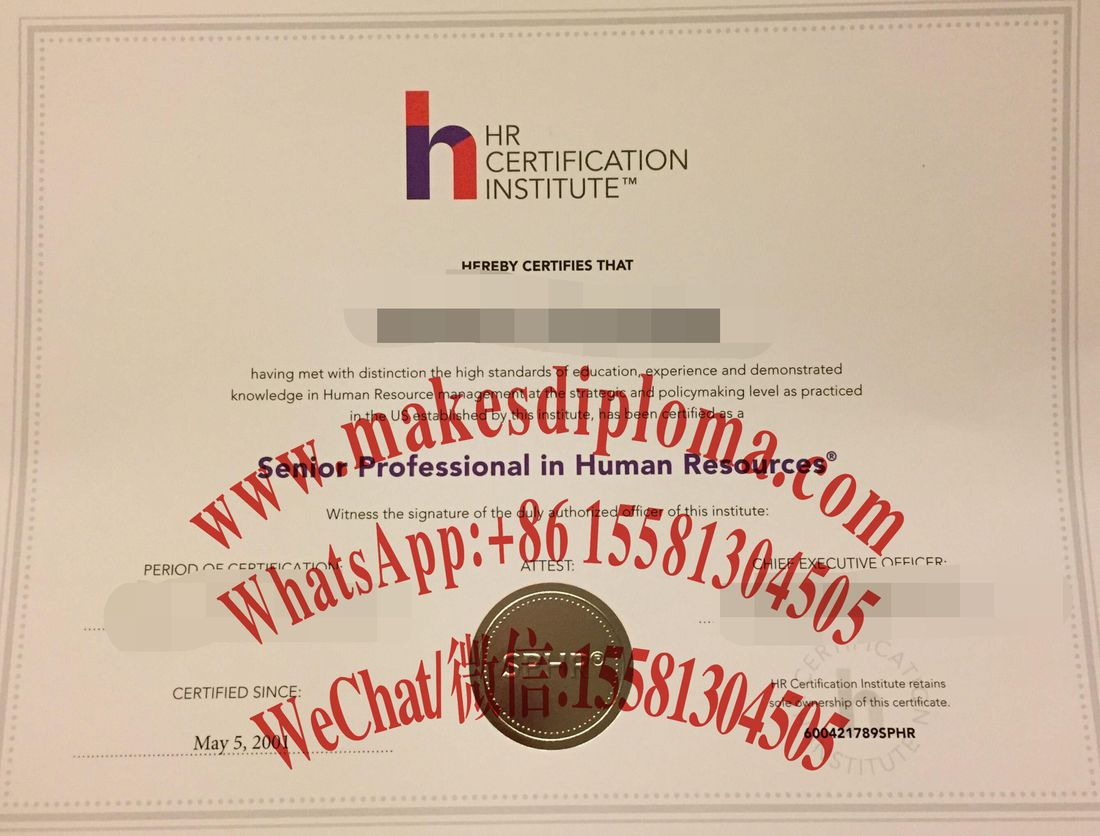 HR
CERTIFICATION
INSTITUTE™
HEREBY CERTIFIES THAT
having met with distinction the high standards of education, experience and demonstrated
knowledge in Human Resource management at the strategic and policymaking level as practiced
in the US established by this institute, has been certified as a
www.makesdiploma.com
Senior Professional in Human Resources®
Witness the signature of the duly authorized officer of this institute:
WhatsApp:+86 15581304505
PERIOD OF CERTIFICATION:
ATTEST:
CHIEF EXECUTIVE OFFICER:
SPHR®
WeChat/微信:15581304505
CERTIFIED SINCE:
May 5, 2001
HR Certification Institute retains
sole ownership of this certificate.
600421789SPHR
CERTIFICATION
INSTITUTE